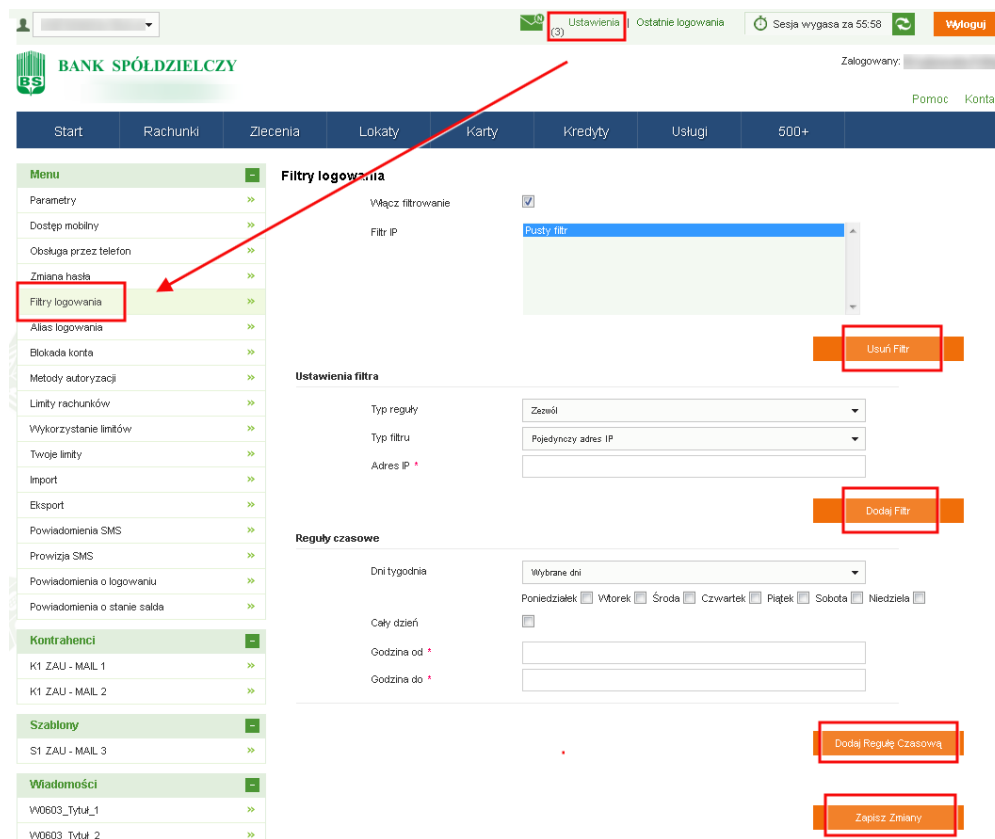 N
(3)
Ustawienia | Ostatnie logowania
Sesja wygasa za 55:58
Wyloguj
BS
BANK SPÓŁDZIELCZY
Zalogowany:
Pomoc Konta
Start Rachunki Zlecenia Lokaty Karty Kredyty Usługi 500+
Menu
Parametry
Dostęp mobilny
Obsługa przez telefon
Zmiana hasła
Filtry logowania
Alias logowania
Blokada konta
Metody autoryzacji
Limity rachunków
Wykorzystanie limitów
Twoje limity
Import
Eksport
Powiadomienia SMS
Prowizja SMS
Powiadomienia o logowaniu
Powiadomienia o stanie salda
Kontrahenci
K1 ZAU - MAIL 1
K1 ZAU - MAIL 2
Szablony
S1 ZAU - MAIL 3
Wiadomości
W0603_Tytuł_1
W0603_Tytuł_2
Filtry logowania
Włącz filtrowanie
Filtr IP
Pusty filtr
Usuń Filtr
Ustawienia filtra
Typ reguły Zezwól
Typ filtru Pojedynczy adres IP
Adres IP *
Dodaj Filtr
Reguły czasowe
Dni tygodnia Wybrane dni
Poniedziałek Wtorek Środa Czwartek Piątek Sobota Niedziela
Cały dzień
Godzina od *
Godzina do *
*
Dodaj Regułę Czasową
Zapisz Zmiany